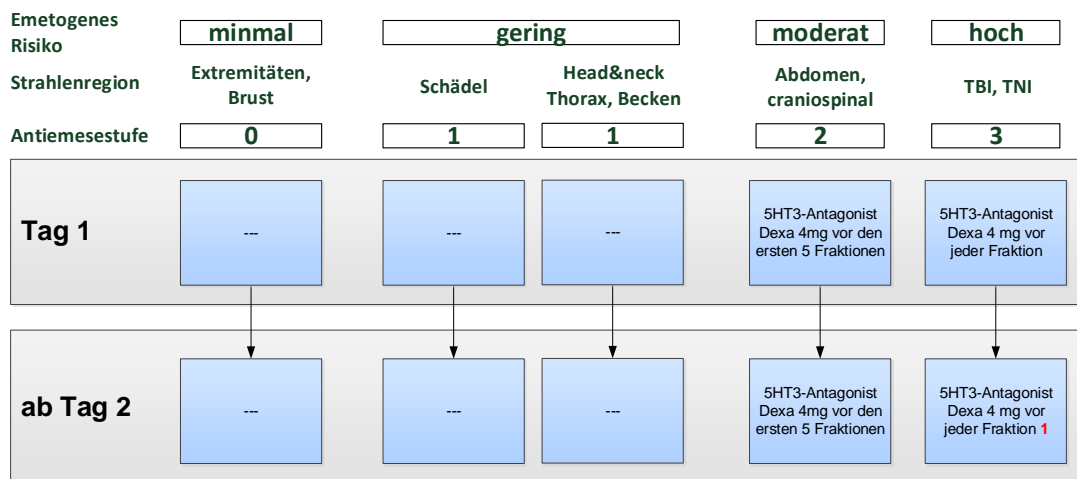 Emetogenes
Risiko
minmal
gering
moderat
hoch
Strahlenregion
Extremitäten,
Brust
Schädel
Head&neck
Thorax, Becken
Abdomen,
craniospinal
TBI, TNI
Antiemesestufe
0
1
1
2
3
Tag 1
---
---
---
5HT3-Antagonist
Dexa 4mg vor den
ersten 5 Fraktionen
5HT3-Antagonist
Dexa 4 mg vor
jeder Fraktion
ab Tag 2
---
---
---
5HT3-Antagonist
Dexa 4mg vor den
ersten 5 Fraktionen
5HT3-Antagonist
Dexa 4 mg vor
jeder Fraktion 1